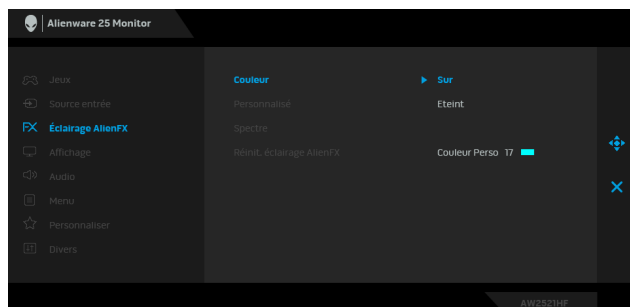 Alienware 25 Monitor
Jeux
Source entrée
FX Éclairage AlienFX
Affichage
Audio
Menu
Personnaliser
Divers
Couleur
Personnalisé
Spectre
Réinit. éclairage AlienFX
Sur
Eteint
Couleur Perso 17
AW2521HF